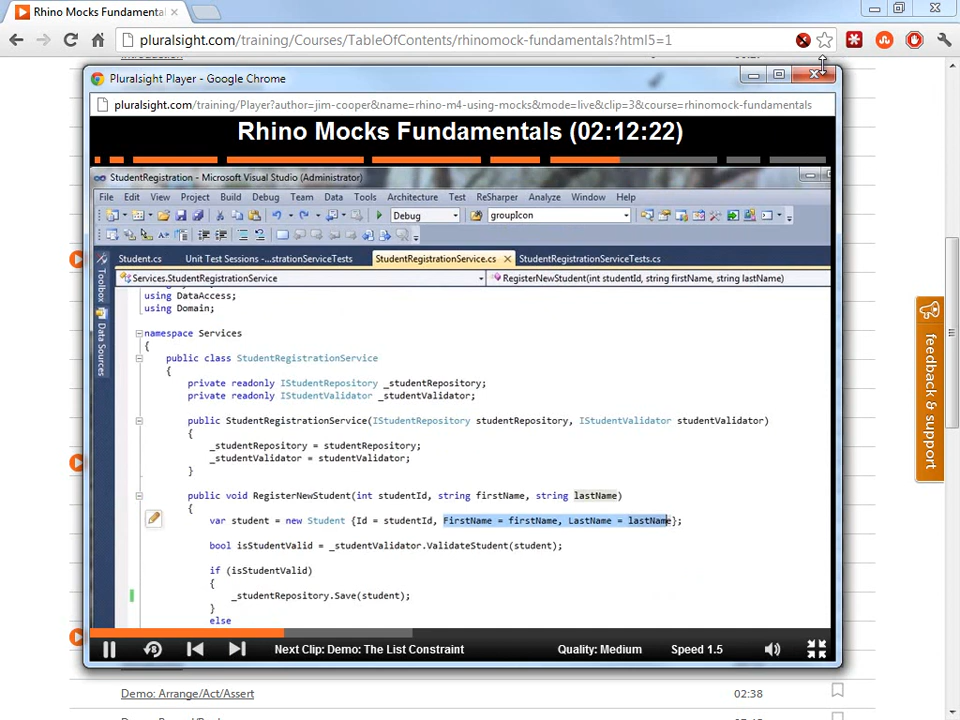 Rhino Mocks Fundamentals
pluralsight.com/training/Courses/TableOfContents/rhinomock-fundamentals?html5=1
Pluralsight Player - Google Chrome
pluralsight.com/training/Player?author=jim-cooper&name=rhino-m4-using-mocks&mode=live&clip=3&course=rhinomock-fundamentals
Rhino Mocks Fundamentals (02:12:22)
StudentRegistration - Microsoft Visual Studio (Administrator)
File Edit View Project Build Debug Team Data Tools Architecture Test ReSharper Analyze Window Help
Debug groupIcon
Student.cs Unit Test Sessions - ...strationServiceTests StudentRegistrationService.cs StudentRegistrationServiceTests.cs
Services.StudentRegistrationService RegisterNewStudent(int studentId, string firstName, string lastName)
Toolbox
Data Sources
using DataAccess;
using Domain;
namespace Services
{
public class StudentRegistrationService
{
private readonly IStudentRepository _studentRepository;
private readonly IStudentValidator _studentValidator;
public StudentRegistrationService(IStudentRepository studentRepository, IStudentValidator studentValidator)
{
_studentRepository = studentRepository;
_studentValidator = studentValidator;
}
public void RegisterNewStudent(int studentId, string firstName, string lastName)
{
var student = new Student {Id = studentId, FirstName = firstName, LastName = lastName};
bool isStudentValid = _studentValidator.ValidateStudent(student);
if (isStudentValid)
{
_studentRepository.Save(student);
}
else
Next Clip: Demo: The List Constraint Quality: Medium Speed 1.5
feedback & support
Demo: Arrange/Act/Assert 02:38